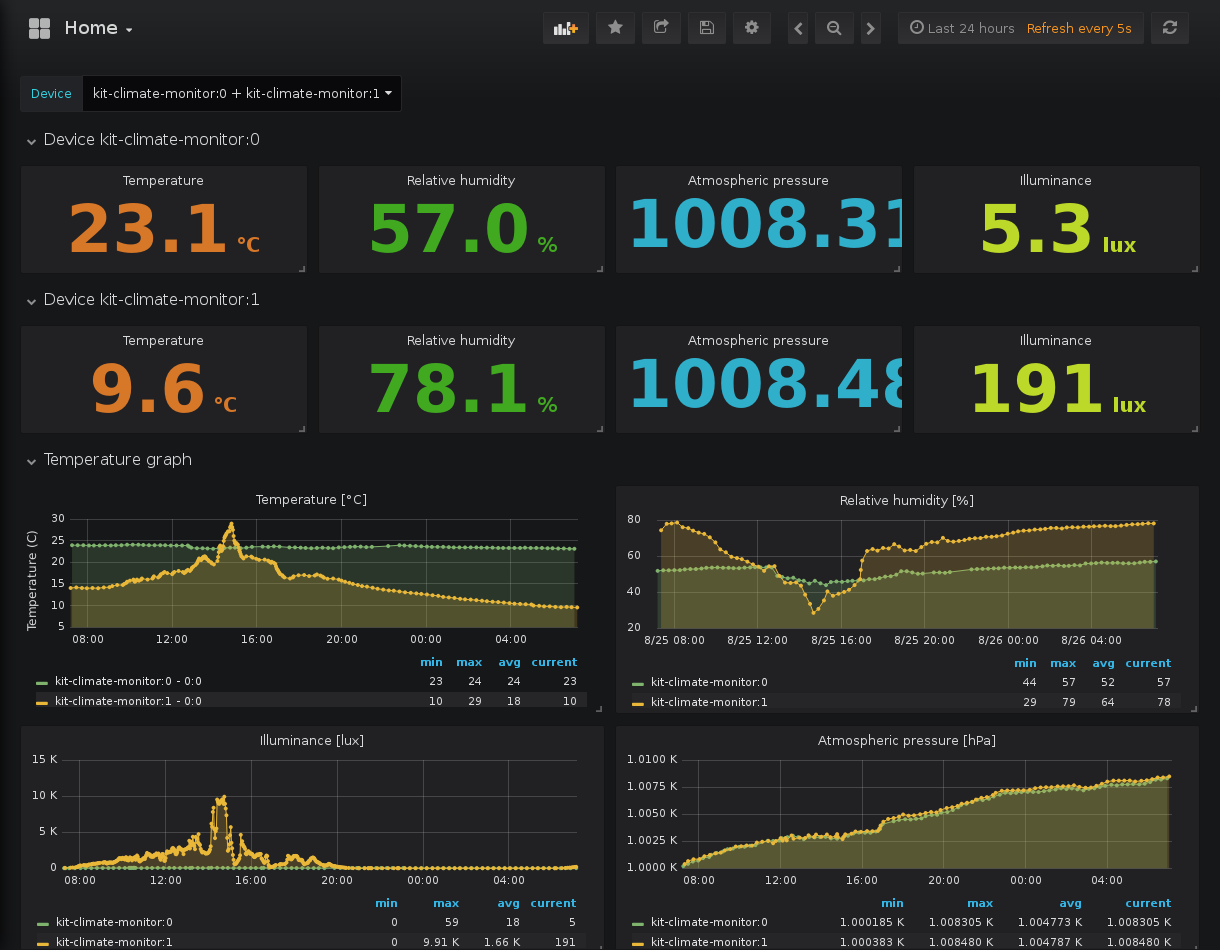 Home
Last 24 hours Refresh every 5s
Device kit-climate-monitor:0 + kit-climate-monitor:1
Device kit-climate-monitor:0
Temperature Relative humidity Atmospheric pressure Illuminance
23.1 °C 57.0 % 1008.31 5.3 lux
Device kit-climate-monitor:1
Temperature Relative humidity Atmospheric pressure Illuminance
9.6 °C 78.1 % 1008.48 191 lux
Temperature graph
Temperature [°C]
Temperature (C)
30
25
20
15
10
5
08:00 12:00 16:00 20:00 00:00 04:00
min max avg current
kit-climate-monitor:0 - 0:0 23 24 24 23
kit-climate-monitor:1 - 0:0 10 29 18 10
Relative humidity [%]
80
60
40
20
8/25 08:00 8/25 12:00 8/25 16:00 8/25 20:00 8/26 00:00 8/26 04:00
min max avg current
kit-climate-monitor:0 44 57 52 57
kit-climate-monitor:1 29 79 64 78
Illuminance [lux]
15 K
10 K
5 K
0
08:00 12:00 16:00 20:00 00:00 04:00
min max avg current
kit-climate-monitor:0 0 59 18 5
kit-climate-monitor:1 0 9.91 K 1.66 K 191
Atmospheric pressure [hPa]
1.0100 K
1.0075 K
1.0050 K
1.0025 K
1.0000 K
08:00 12:00 16:00 20:00 00:00 04:00
min max avg current
kit-climate-monitor:0 1.000185 K 1.008305 K 1.004773 K 1.008305 K
kit-climate-monitor:1 1.000383 K 1.008480 K 1.004787 K 1.008480 K